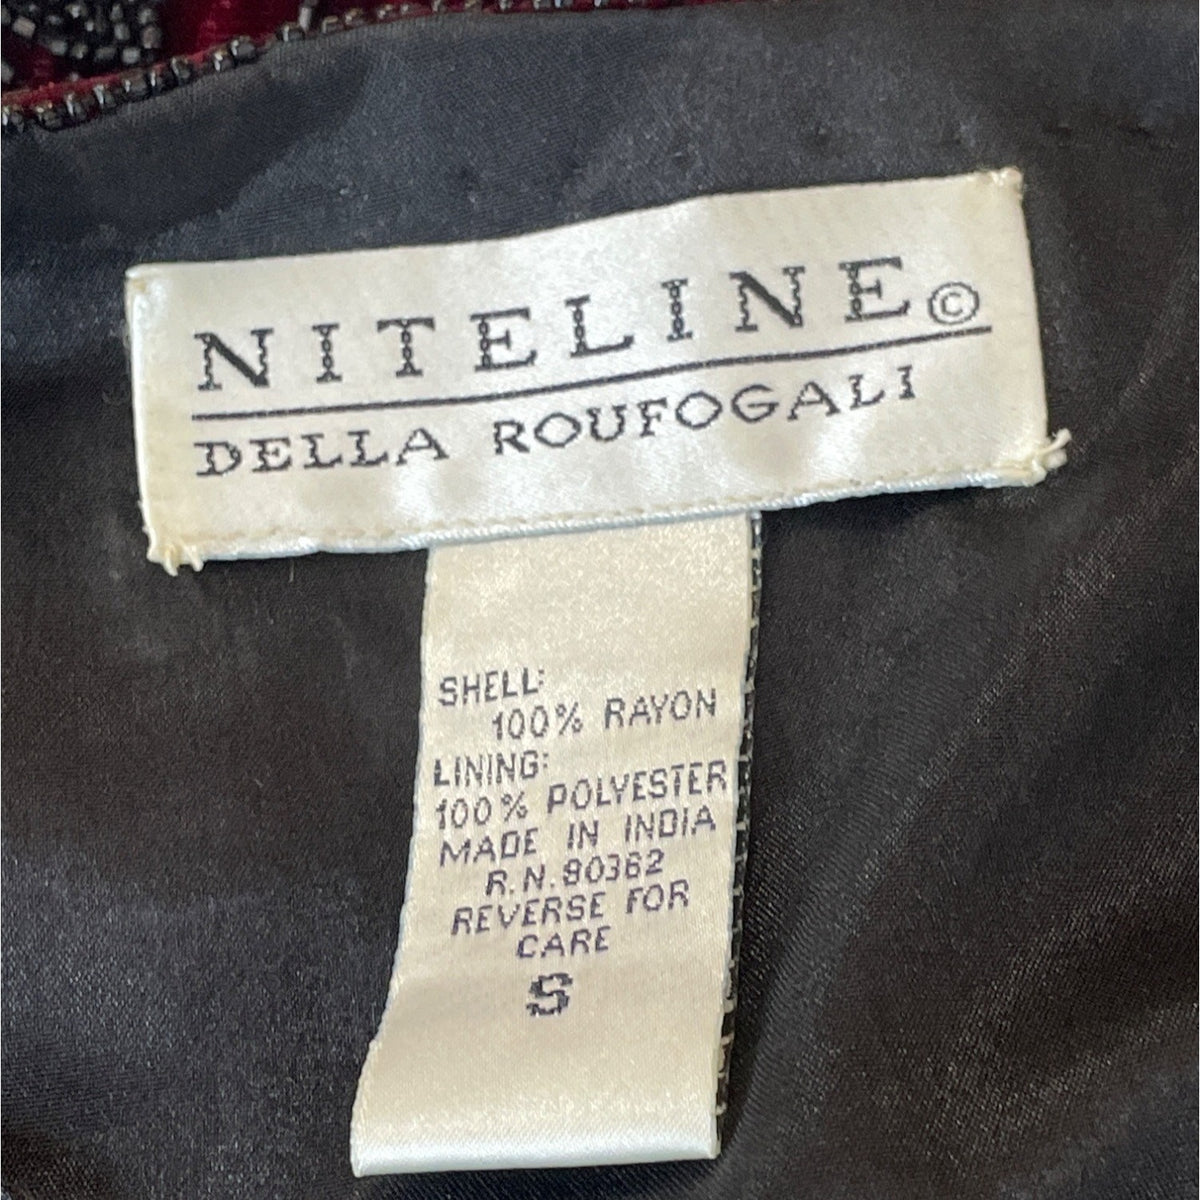 NITELINE©
DELLA ROUFOGALI
SHELL:
100% RAYON
LINING:
100% POLYESTER
MADE IN INDIA
R.N.80362
REVERSE FOR
CARE
S